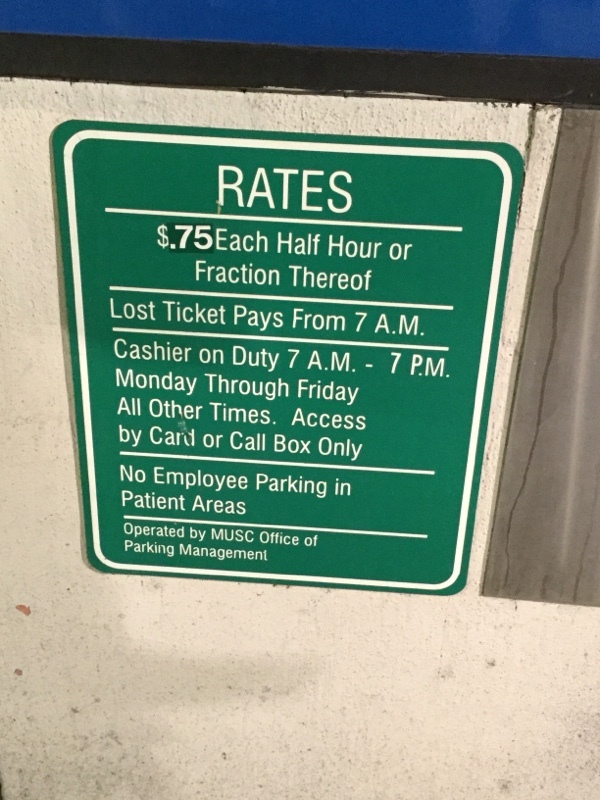 RATES
$.75 Each Half Hour or
Fraction Thereof
Lost Ticket Pays From 7 A.M.
Cashier on Duty 7 A.M. - 7 P.M.
Monday Through Friday
All Other Times. Access
by Card or Call Box Only
No Employee Parking in
Patient Areas
Operated by MUSC Office of
Parking Management